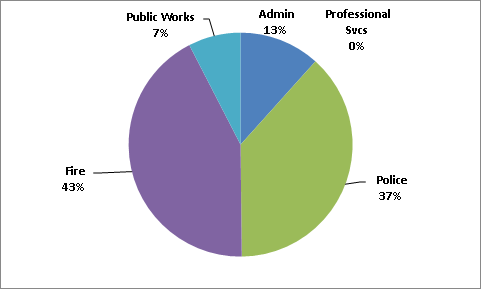 Public Works
7%
Admin
13%
Professional
Svcs
0%
Fire
43%
Police
37%